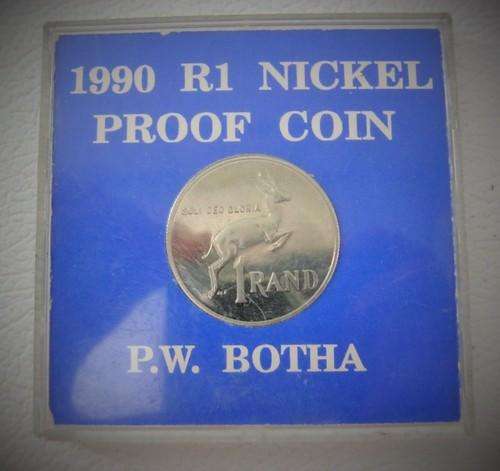 1990 R1 NICKEL
PROOF COIN
SOLI DEO GLORIA
1 RAND
P.W. BOTHA